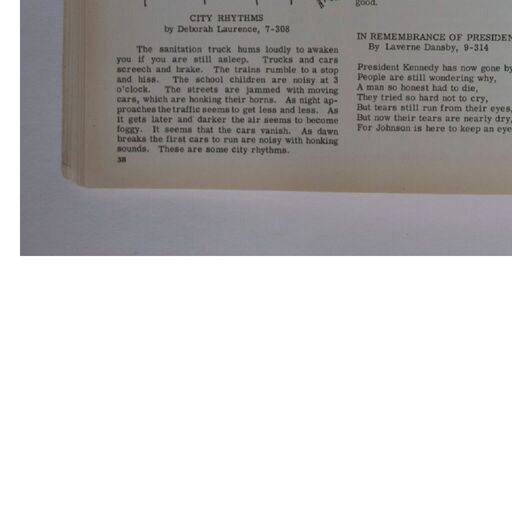 CITY RHYTHMS
by Deborah Laurence, 7-308
The sanitation truck hums loudly to awaken
you if you are still asleep. Trucks and cars
screech and brake. The trains rumble to a stop
and hiss. The school children are noisy at 3
o'clock. The streets are jammed with moving
cars, which are honking their horns. As night ap-
proaches the traffic seems to get less and less. As
it gets later and darker the air seems to become
foggy. It seems that the cars vanish. As dawn
breaks the first cars to run are noisy with honking
sounds. These are some city rhythms.
38
good.
IN REMEMBRANCE OF PRESIDEN
By Laverne Dansby, 9-314
President Kennedy has now gone by
People are still wondering why,
A man so honest had to die,
They tried so hard not to cry,
But tears still run from their eyes,
But now their tears are nearly dry,
For Johnson is here to keep an eye